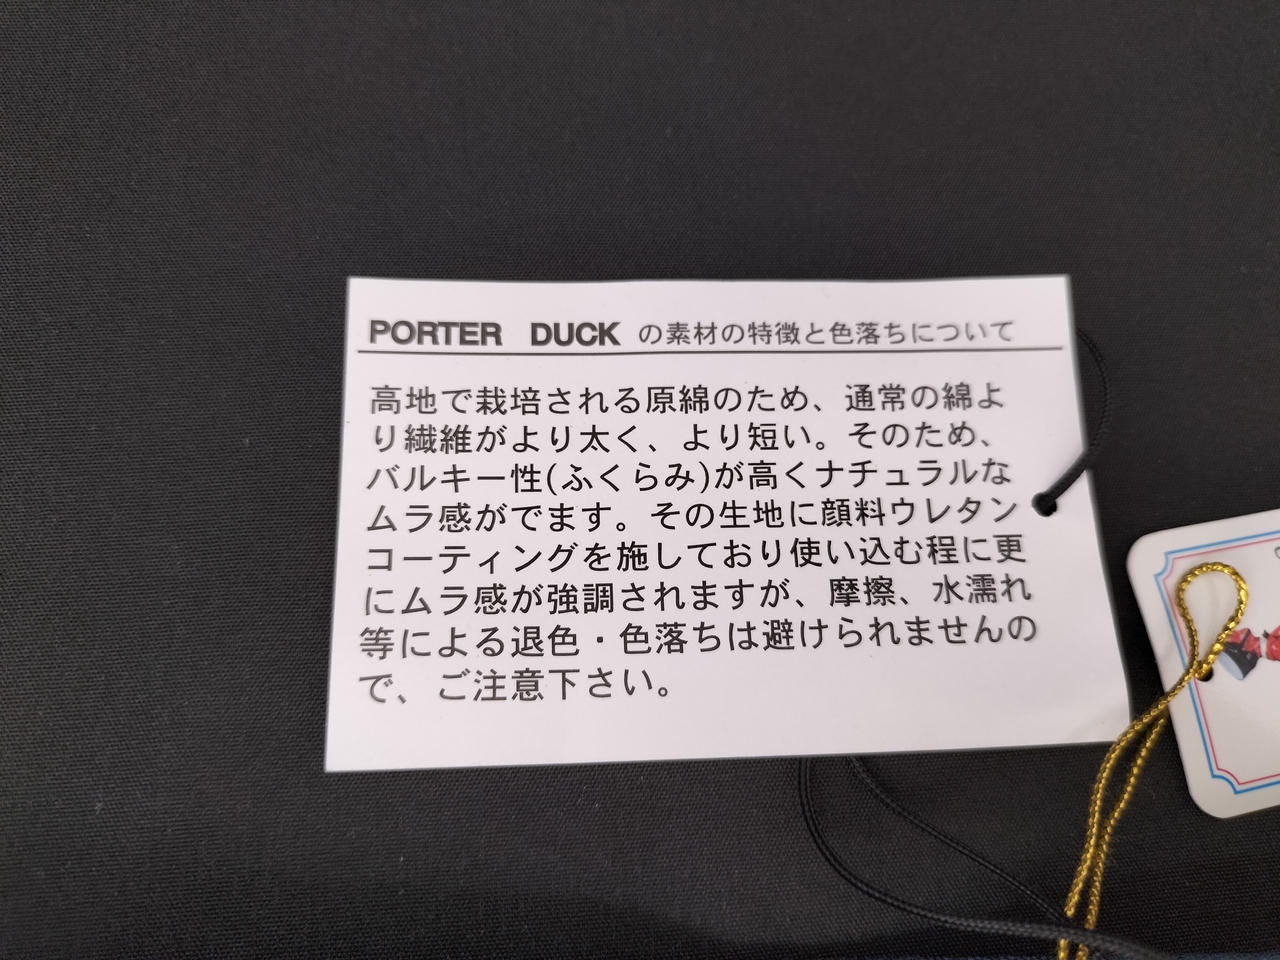 PORTER DUCK の素材の特徴と色落ちについて
高地で栽培される原綿のため、通常の綿よ
り繊維がより太く、より短い。そのため、
バルキー性(ふくらみ)が高くナチュラルな
ムラ感がでます。その生地に顔料ウレタン
コーティングを施しており使い込む程に更
にムラ感が強調されますが、摩擦、水濡れ
等による退色・色落ちは避けられませんの
で、ご注意下さい。